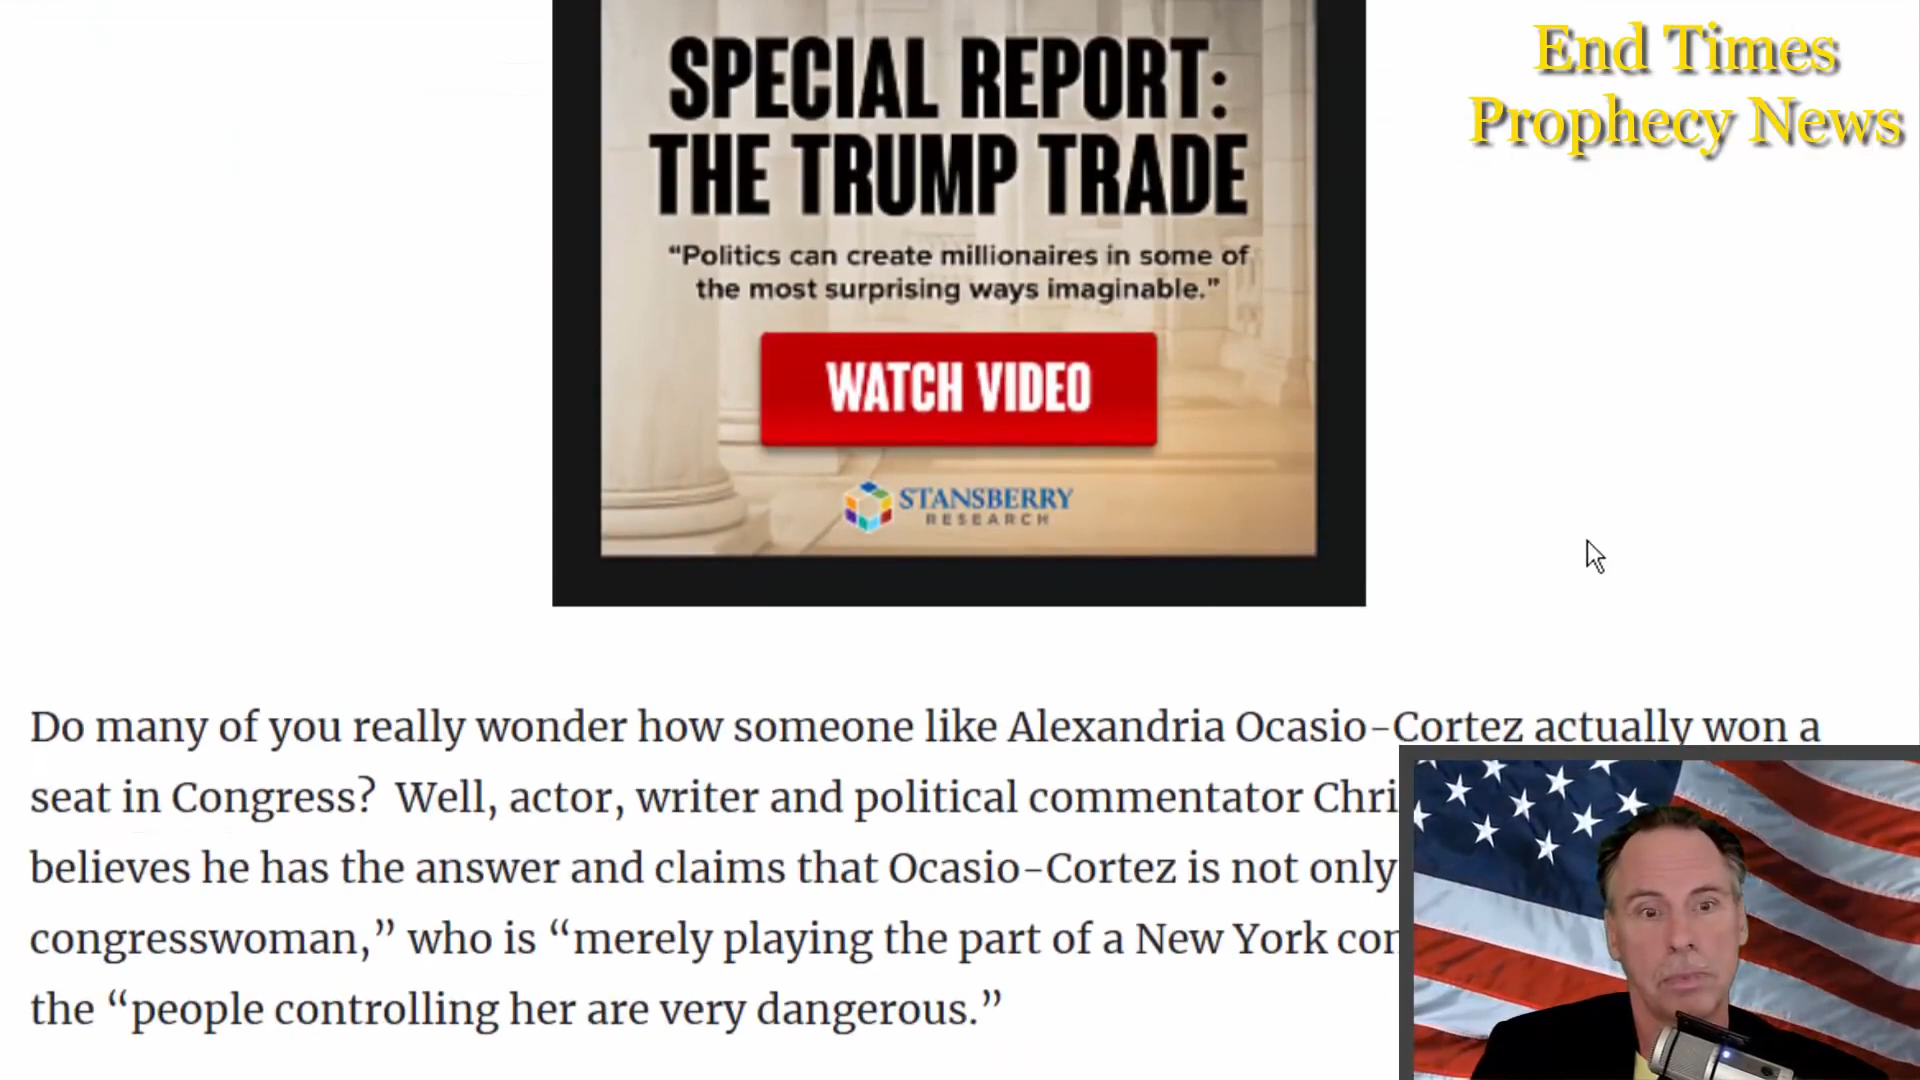 End Times
Prophecy News
SPECIAL REPORT:
THE TRUMP TRADE
“Politics can create millionaires in some of
the most surprising ways imaginable.”
WATCH VIDEO
STANSBERRY
RESEARCH
Do many of you really wonder how someone like Alexandria Ocasio-Cortez actually won a
seat in Congress? Well, actor, writer and political commentator
believes he has the answer and claims that Ocasio-Cortez is not only
congresswoman,” who is “merely playing the part of a New York
the “people controlling her are very dangerous.”